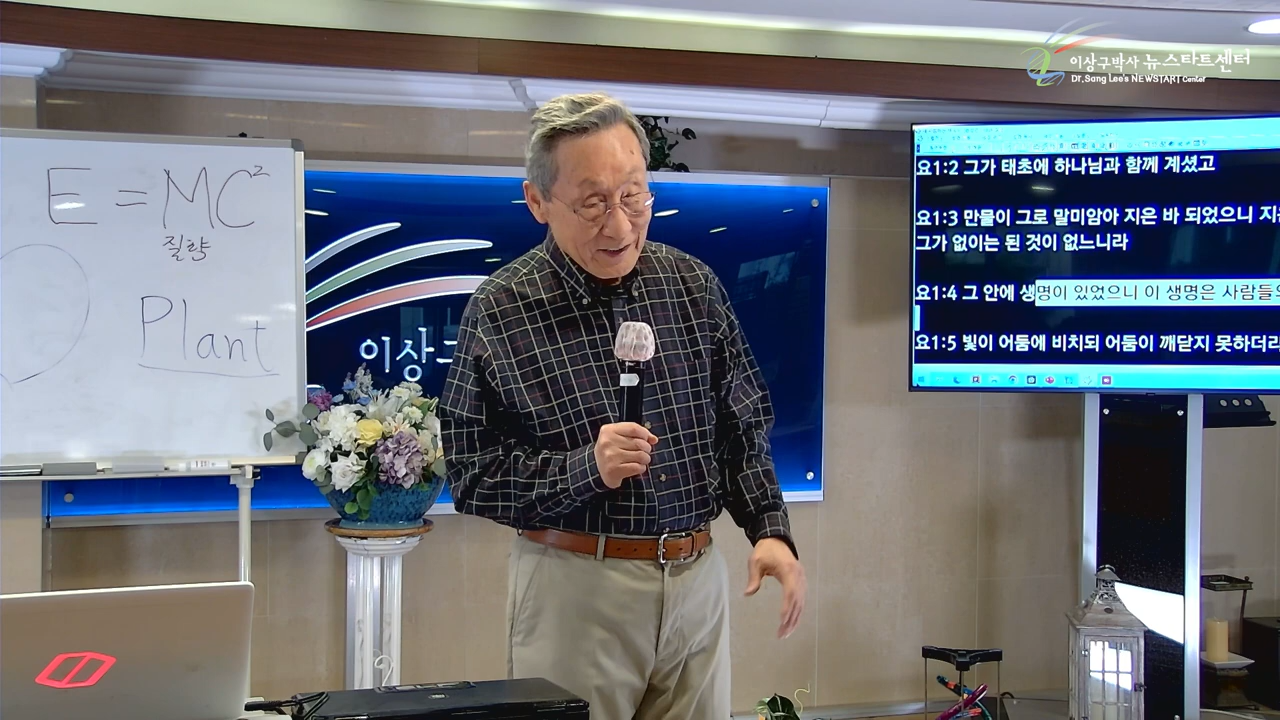 이상구박사 뉴스타트센터
Dr.Sang Lee's NEWSTART Center
E = MC²
질량
Plant
이상구
요1:2 그가 태초에 하나님과 함께 계셨고
요1:3 만물이 그로 말미암아 지은 바 되었으니
그가 없이는 된 것이 없느니라
요1:4 그 안에 생명이 있었으니 이 생명은 사람들의
요1:5 빛이 어둠에 비치되 어둠이 깨닫지 못하더라